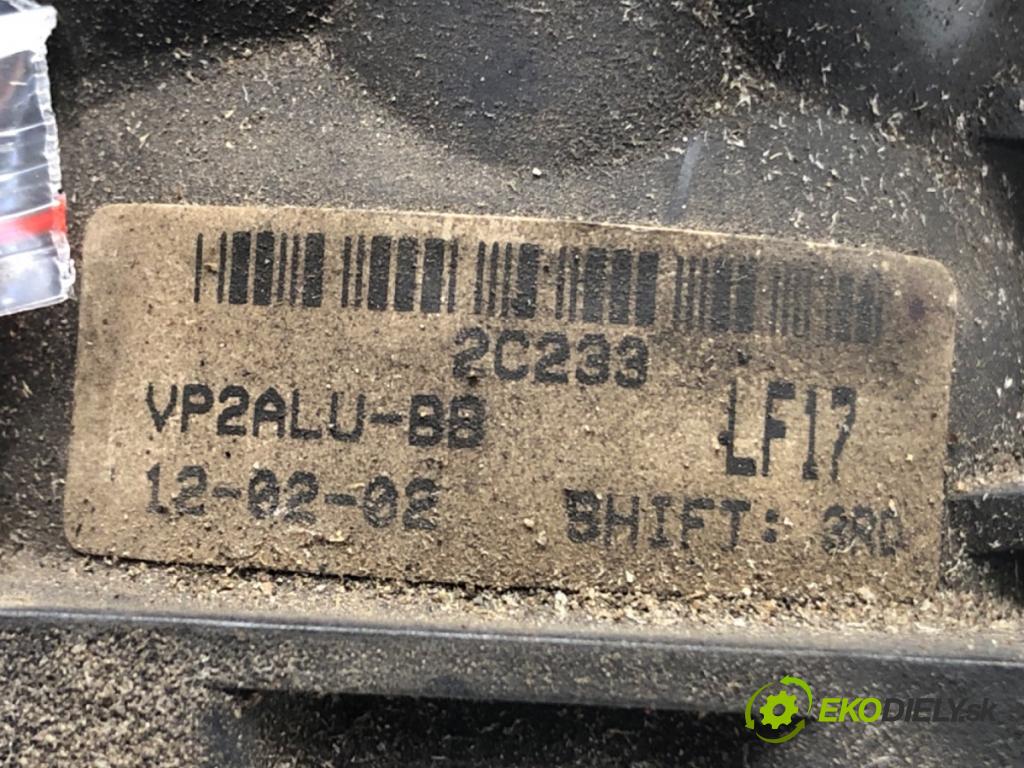 2C233
VP2ALU-BB
LF17
12-02-02
SHIFT: 3RD
EKODIELY.sk